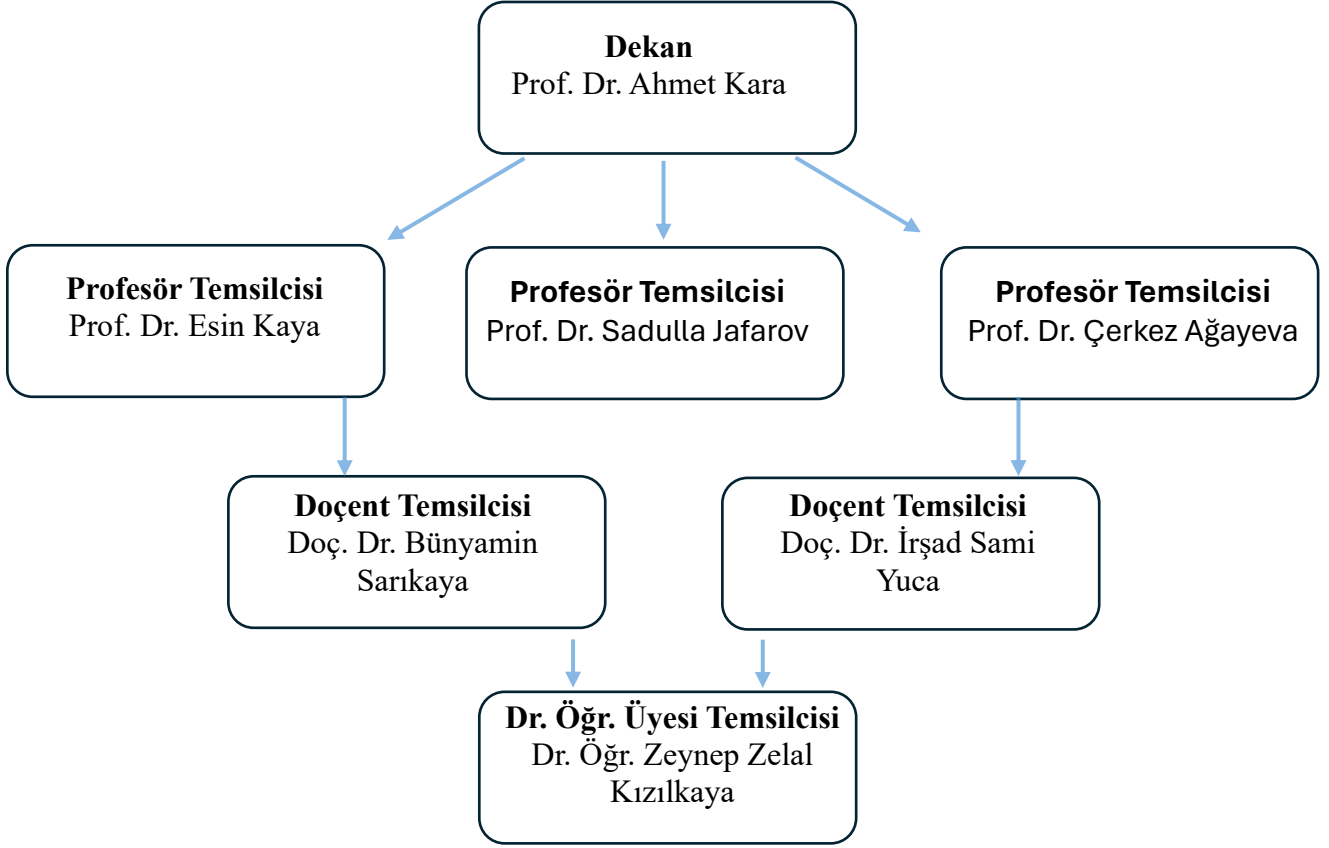 Dekan
Prof. Dr. Ahmet Kara
Profesör Temsilcisi
Prof. Dr. Esin Kaya
Profesör Temsilcisi
Prof. Dr. Sadulla Jafarov
Profesör Temsilcisi
Prof. Dr. Çerkez Ağayeva
Doçent Temsilcisi
Doç. Dr. Bünyamin
Sarıkaya
Doçent Temsilcisi
Doç. Dr. İrşad Sami
Yuca
Dr. Öğr. Üyesi Temsilcisi
Dr. Öğr. Zeynep Zelal
Kızılkaya